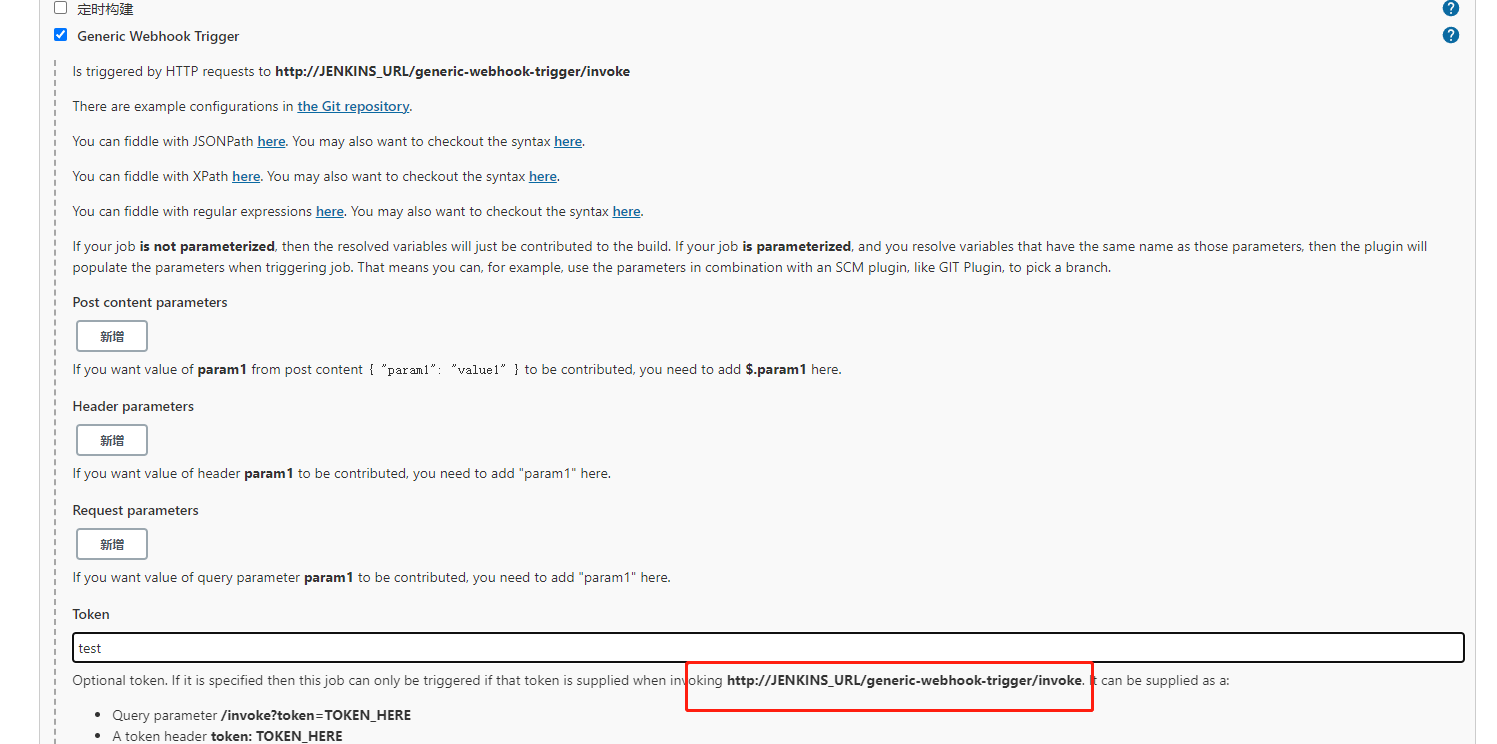 定时构建
Generic Webhook Trigger
Is triggered by HTTP requests to http://JENKINS_URL/generic-webhook-trigger/invoke
There are example configurations in the Git repository.
You can fiddle with JSONPath here. You may also want to checkout the syntax here.
You can fiddle with XPath here. You may also want to checkout the syntax here.
You can fiddle with regular expressions here. You may also want to checkout the syntax here.
If your job is not parameterized, then the resolved variables will just be contributed to the build. If your job is parameterized, and you resolve variables that have the same name as those parameters, then the plugin will
populate the parameters when triggering job. That means you can, for example, use the parameters in combination with an SCM plugin, like GIT Plugin, to pick a branch.
Post content parameters
新增
If you want value of param1 from post content { "param1": "value1" } to be contributed, you need to add $.param1 here.
Header parameters
新增
If you want value of header param1 to be contributed, you need to add "param1" here.
Request parameters
新增
If you want value of query parameter param1 to be contributed, you need to add "param1" here.
Token
test
Optional token. If it is specified then this job can only be triggered if that token is supplied when invoking http://JENKINS_URL/generic-webhook-trigger/invoke. It can be supplied as a:
• Query parameter /invoke?token=TOKEN_HERE
• A token header token: TOKEN_HERE